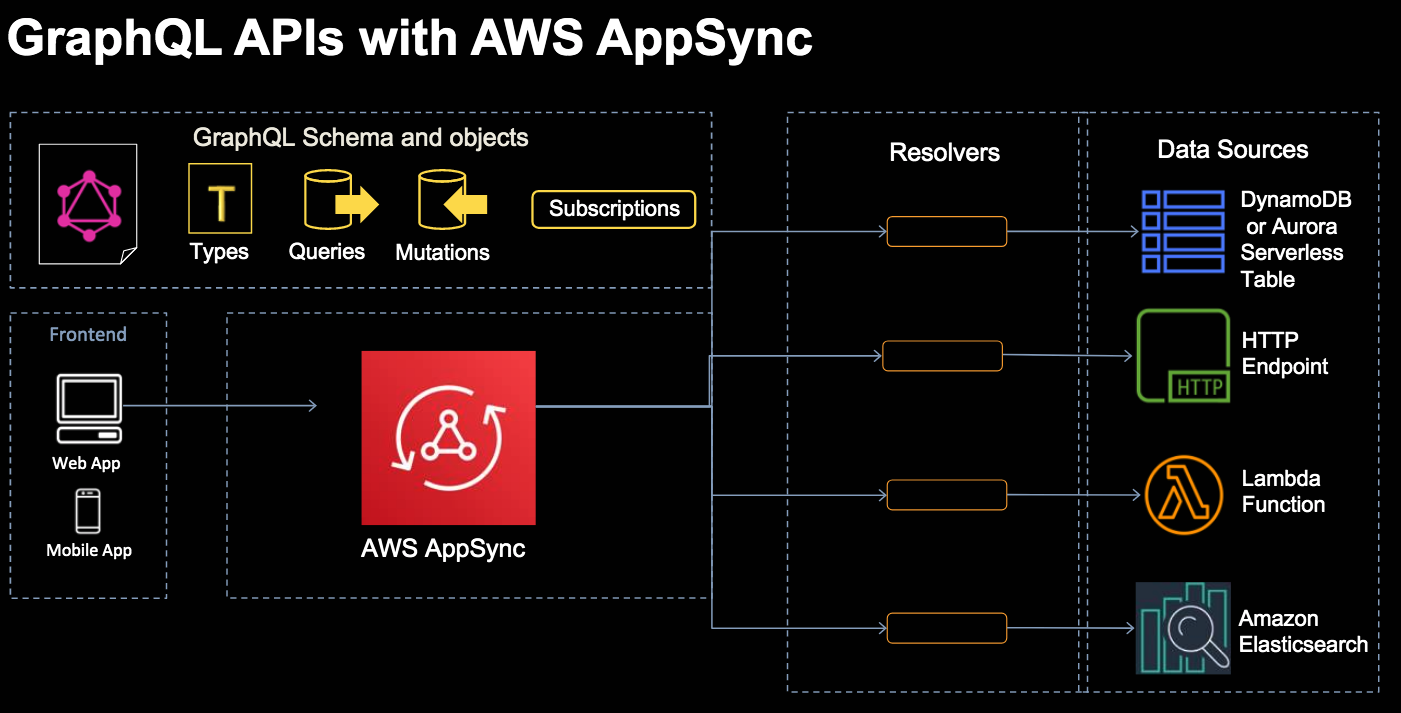 GraphQL APIs with AWS AppSync
GraphQL Schema and objects
T
Types
Queries
Mutations
Subscriptions
Frontend
Web App
Mobile App
AWS AppSync
Resolvers
Data Sources
DynamoDB
or Aurora
Serverless
Table
HTTP
HTTP
Endpoint
Lambda
Function
Amazon
Elasticsearch